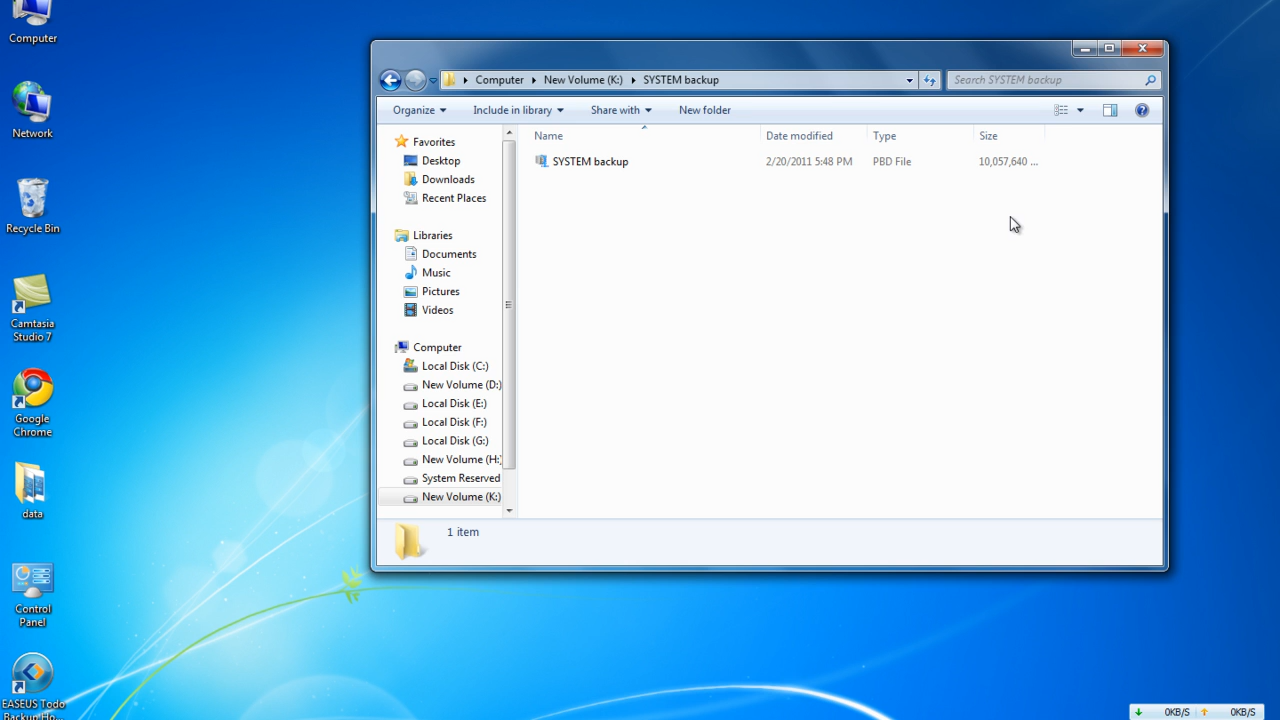 Computer
Network
Recycle Bin
Camtasia
Studio 7
Google
Chrome
data
Control
Panel
EASEUS Todo
Backup Ho...
Computer
New Volume (K:)
SYSTEM backup
Search SYSTEM backup
Organize
Include in library
Share with
New folder
Name
Date modified
Type
Size
SYSTEM backup
2/20/2011 5:48 PM
PBD File
10,057,640 ...
Favorites
Desktop
Downloads
Recent Places
Libraries
Documents
Music
Pictures
Videos
Computer
Local Disk (C:)
New Volume (D:)
Local Disk (E:)
Local Disk (F:)
Local Disk (G:)
New Volume (H:)
System Reserved
New Volume (K:)
1 item
0KB/S
0KB/S